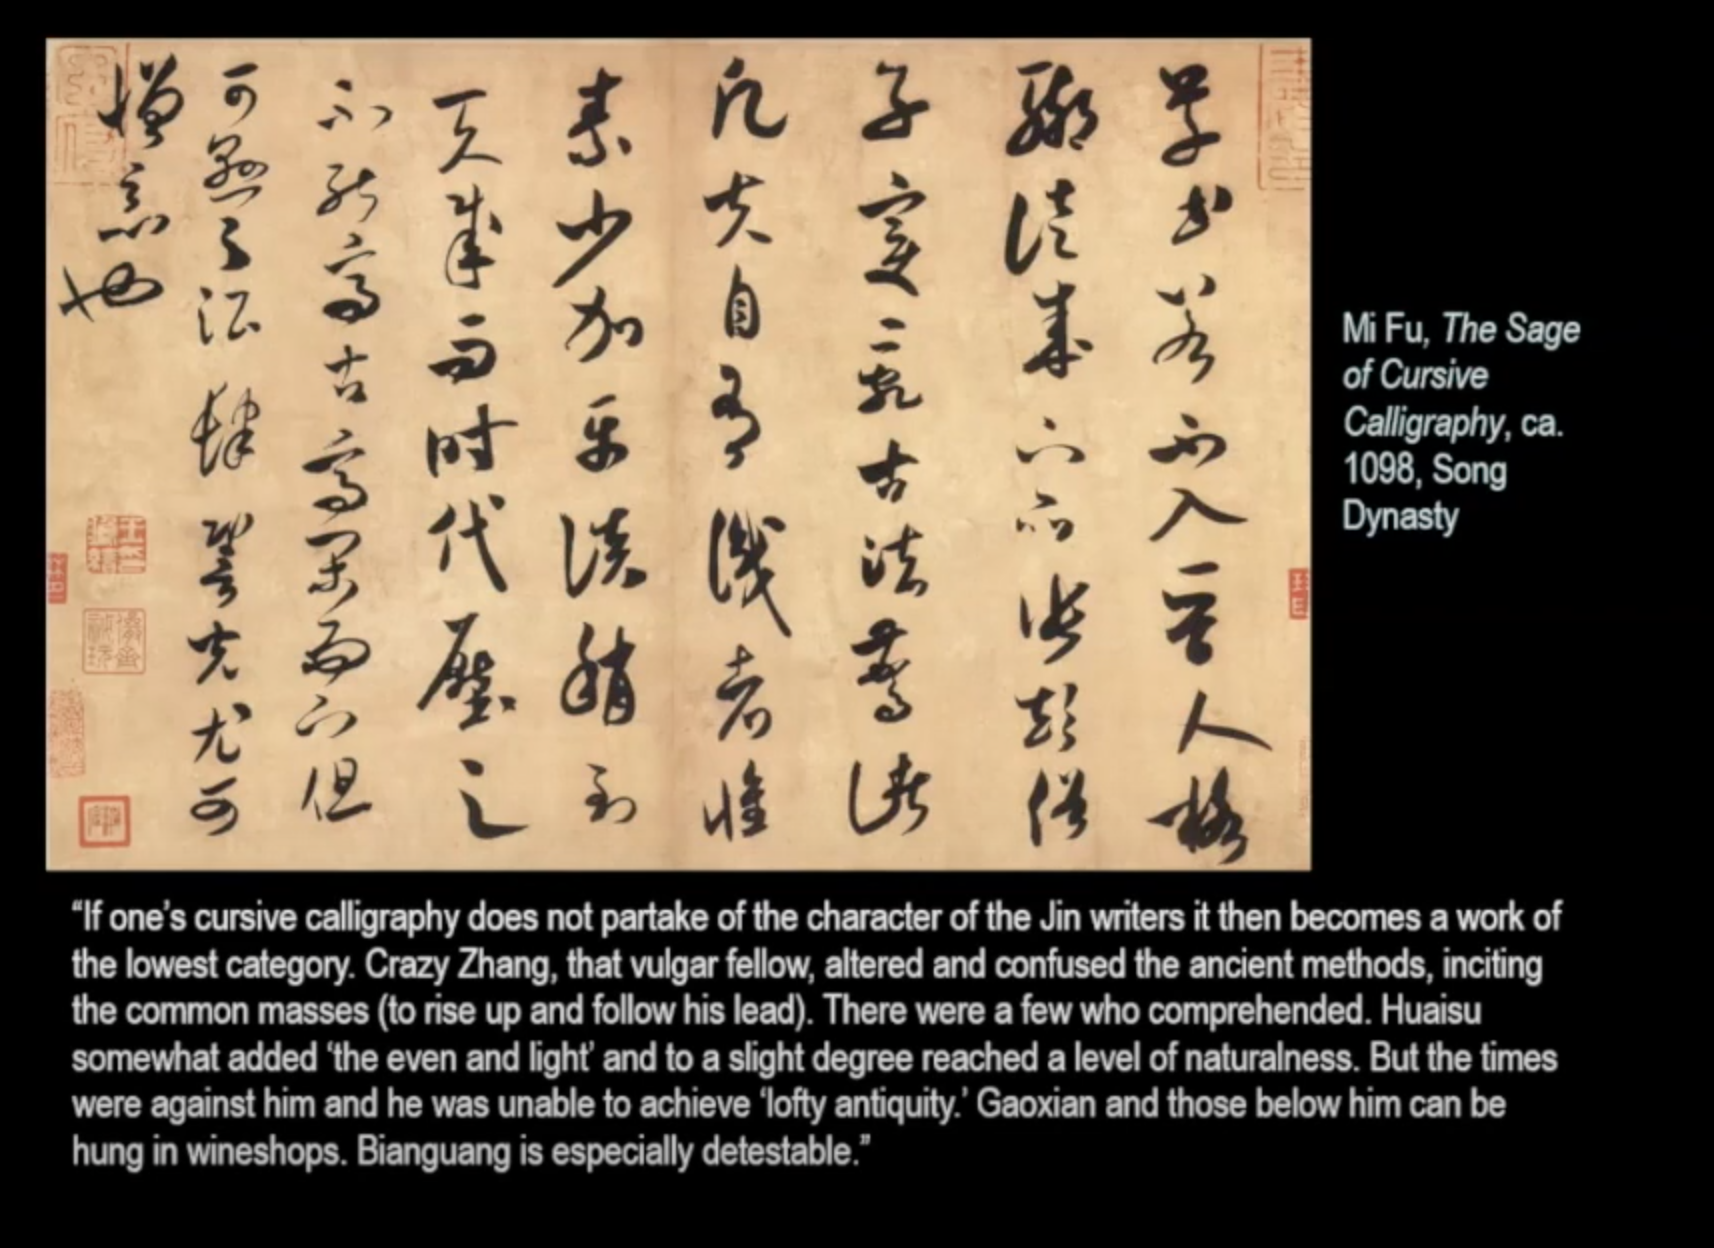 草書若不入晉人格
輒徒成下品張顛俗
子變亂古法驚諸
凡夫自有識者懷
素少加平淡稍到
天成而時代壓之
不能高古高閑而下但
可懸之酒肆䛒光尤可
憎惡也
Mi Fu, The Sage
of Cursive
Calligraphy, ca.
1098, Song
Dynasty
“If one’s cursive calligraphy does not partake of the character of the Jin writers it then becomes a work of
the lowest category. Crazy Zhang, that vulgar fellow, altered and confused the ancient methods, inciting
the common masses (to rise up and follow his lead). There were a few who comprehended. Huaisu
somewhat added ‘the even and light’ and to a slight degree reached a level of naturalness. But the times
were against him and he was unable to achieve ‘lofty antiquity.’ Gaoxian and those below him can be
hung in wineshops. Bianguang is especially detestable.”